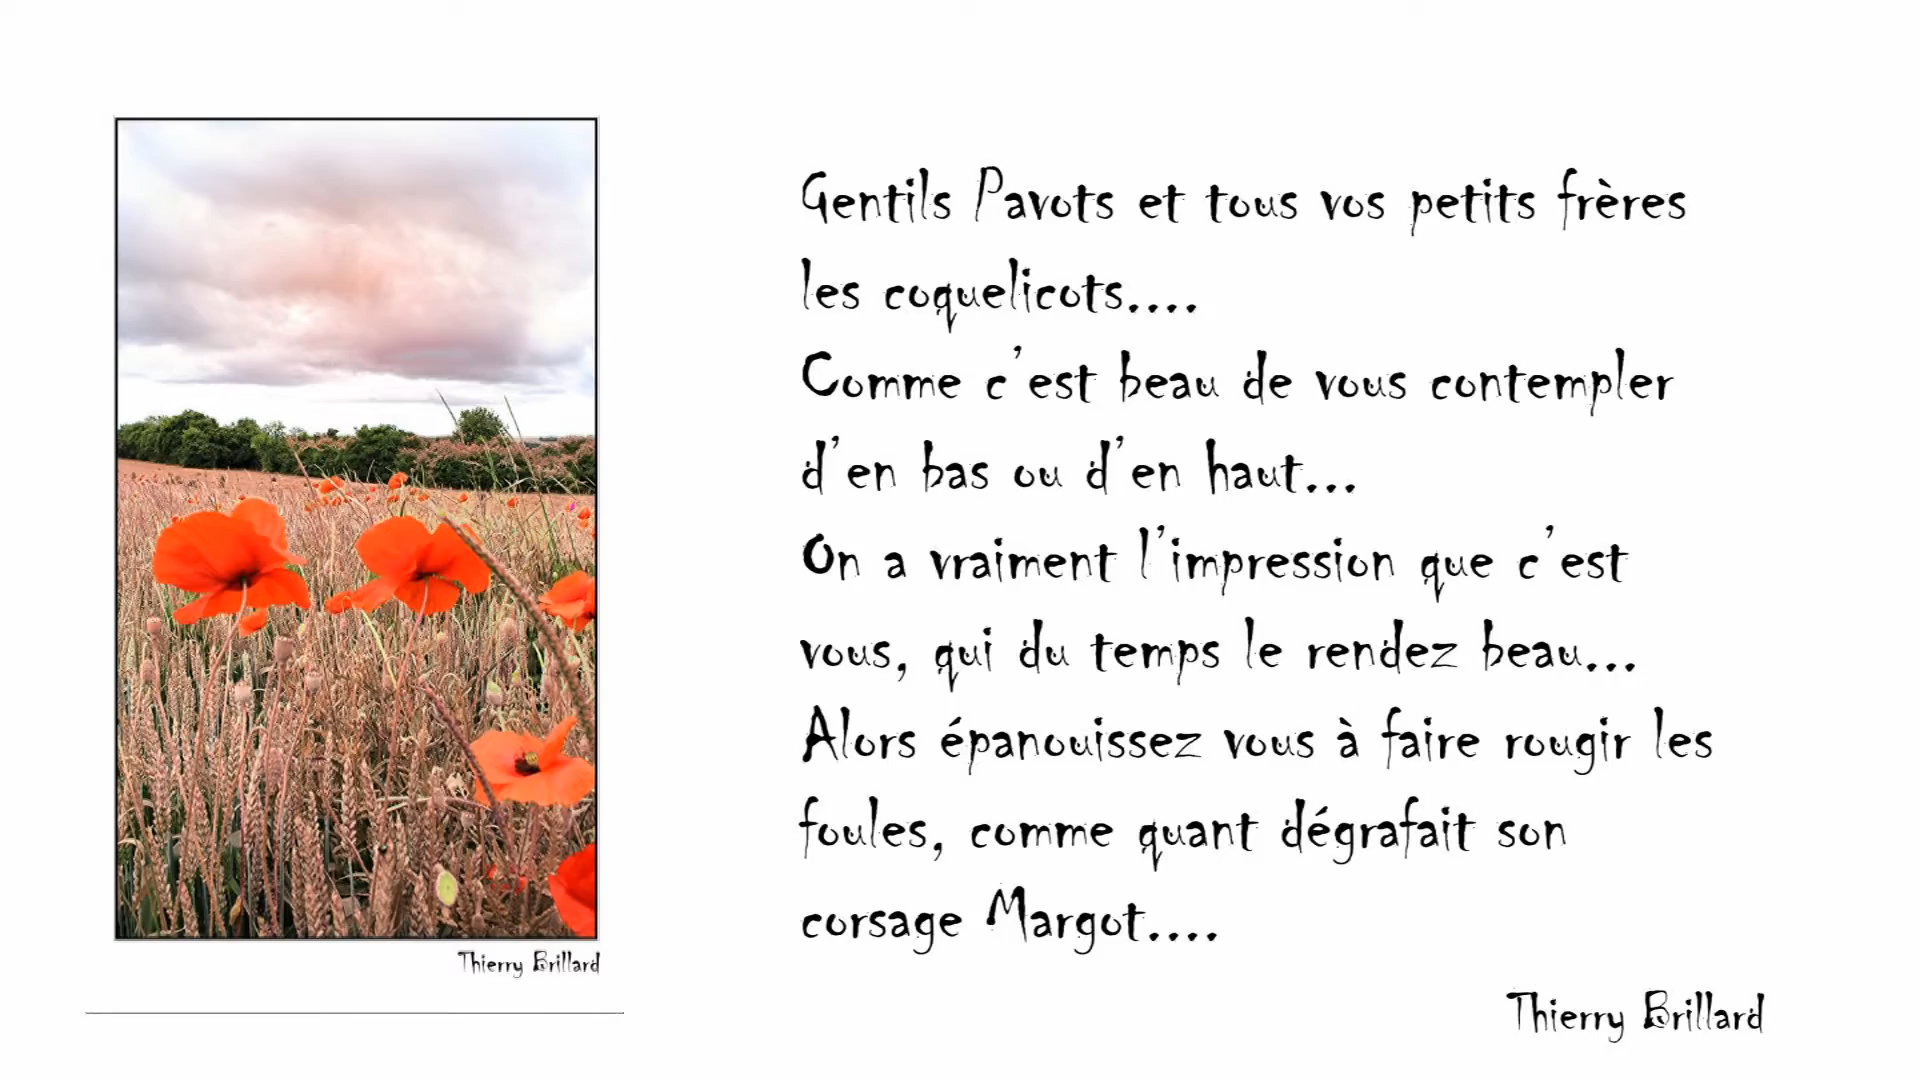 Gentils Pavots et tous vos petits frères
les coquelicots....
Comme c'est beau de vous contempler
d'en bas ou d'en haut...
On a vraiment l'impression que c'est
vous, qui du temps le rendez beau...
Alors épanouissez vous à faire rougir les
foules, comme quant dégrafait son
corsage Margot....
Thierry Brillard
Thierry Brillard